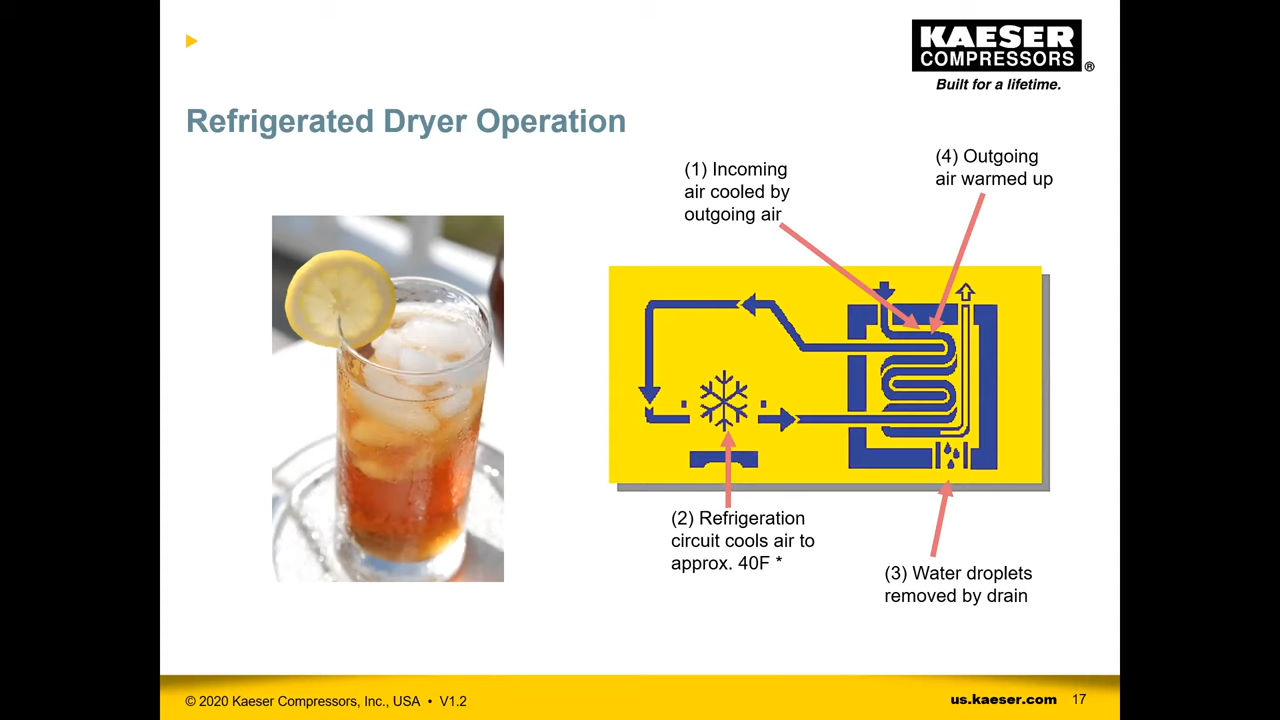 KAESER
COMPRESSORS
®
Built for a lifetime.
Refrigerated Dryer Operation
(1) Incoming
air cooled by
outgoing air
(4) Outgoing
air warmed up
(2) Refrigeration
circuit cools air to
approx. 40F *
(3) Water droplets
removed by drain
© 2020 Kaeser Compressors, Inc., USA • V1.2
us.kaeser.com 17